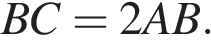 BC = 2AB.